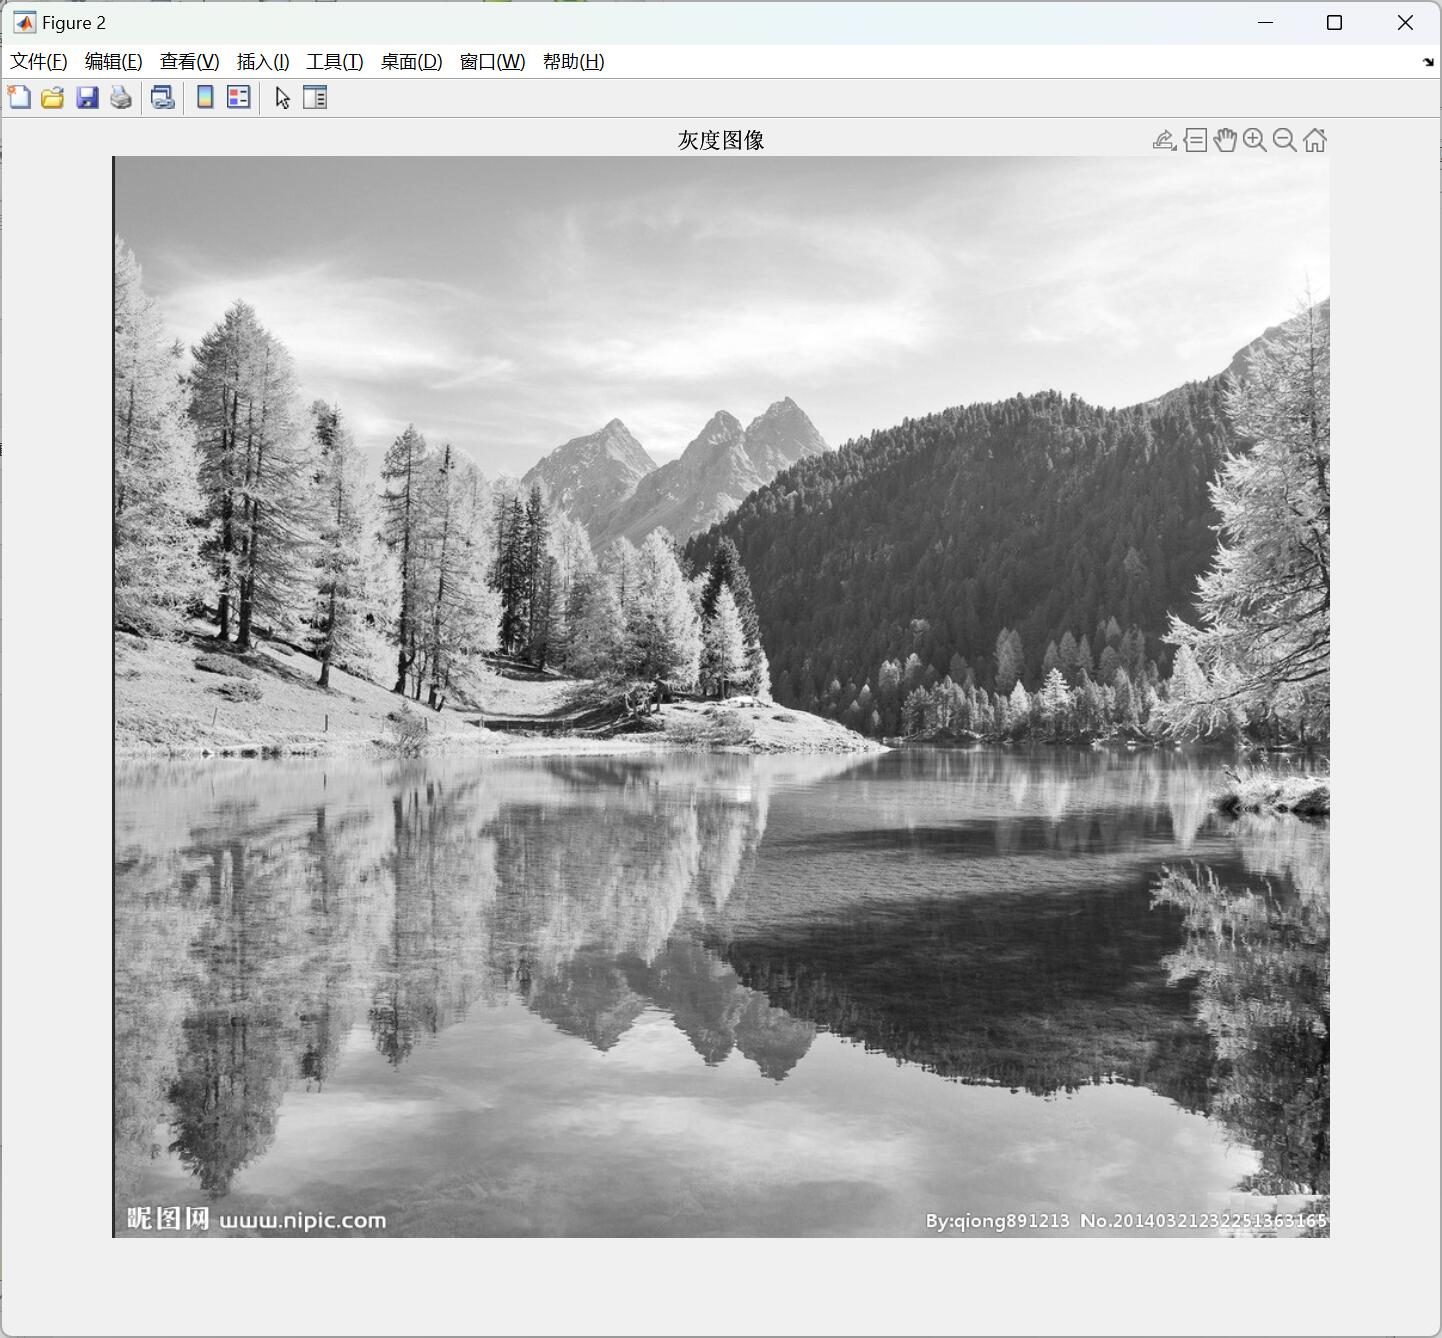 Figure 2
文件(F) 编辑(E) 查看(V) 插入(I) 工具(T) 桌面(D) 窗口(W) 帮助(H)
灰度图像
昵图网 www.nipic.com
By:qiong891213 No.20140321232251363165